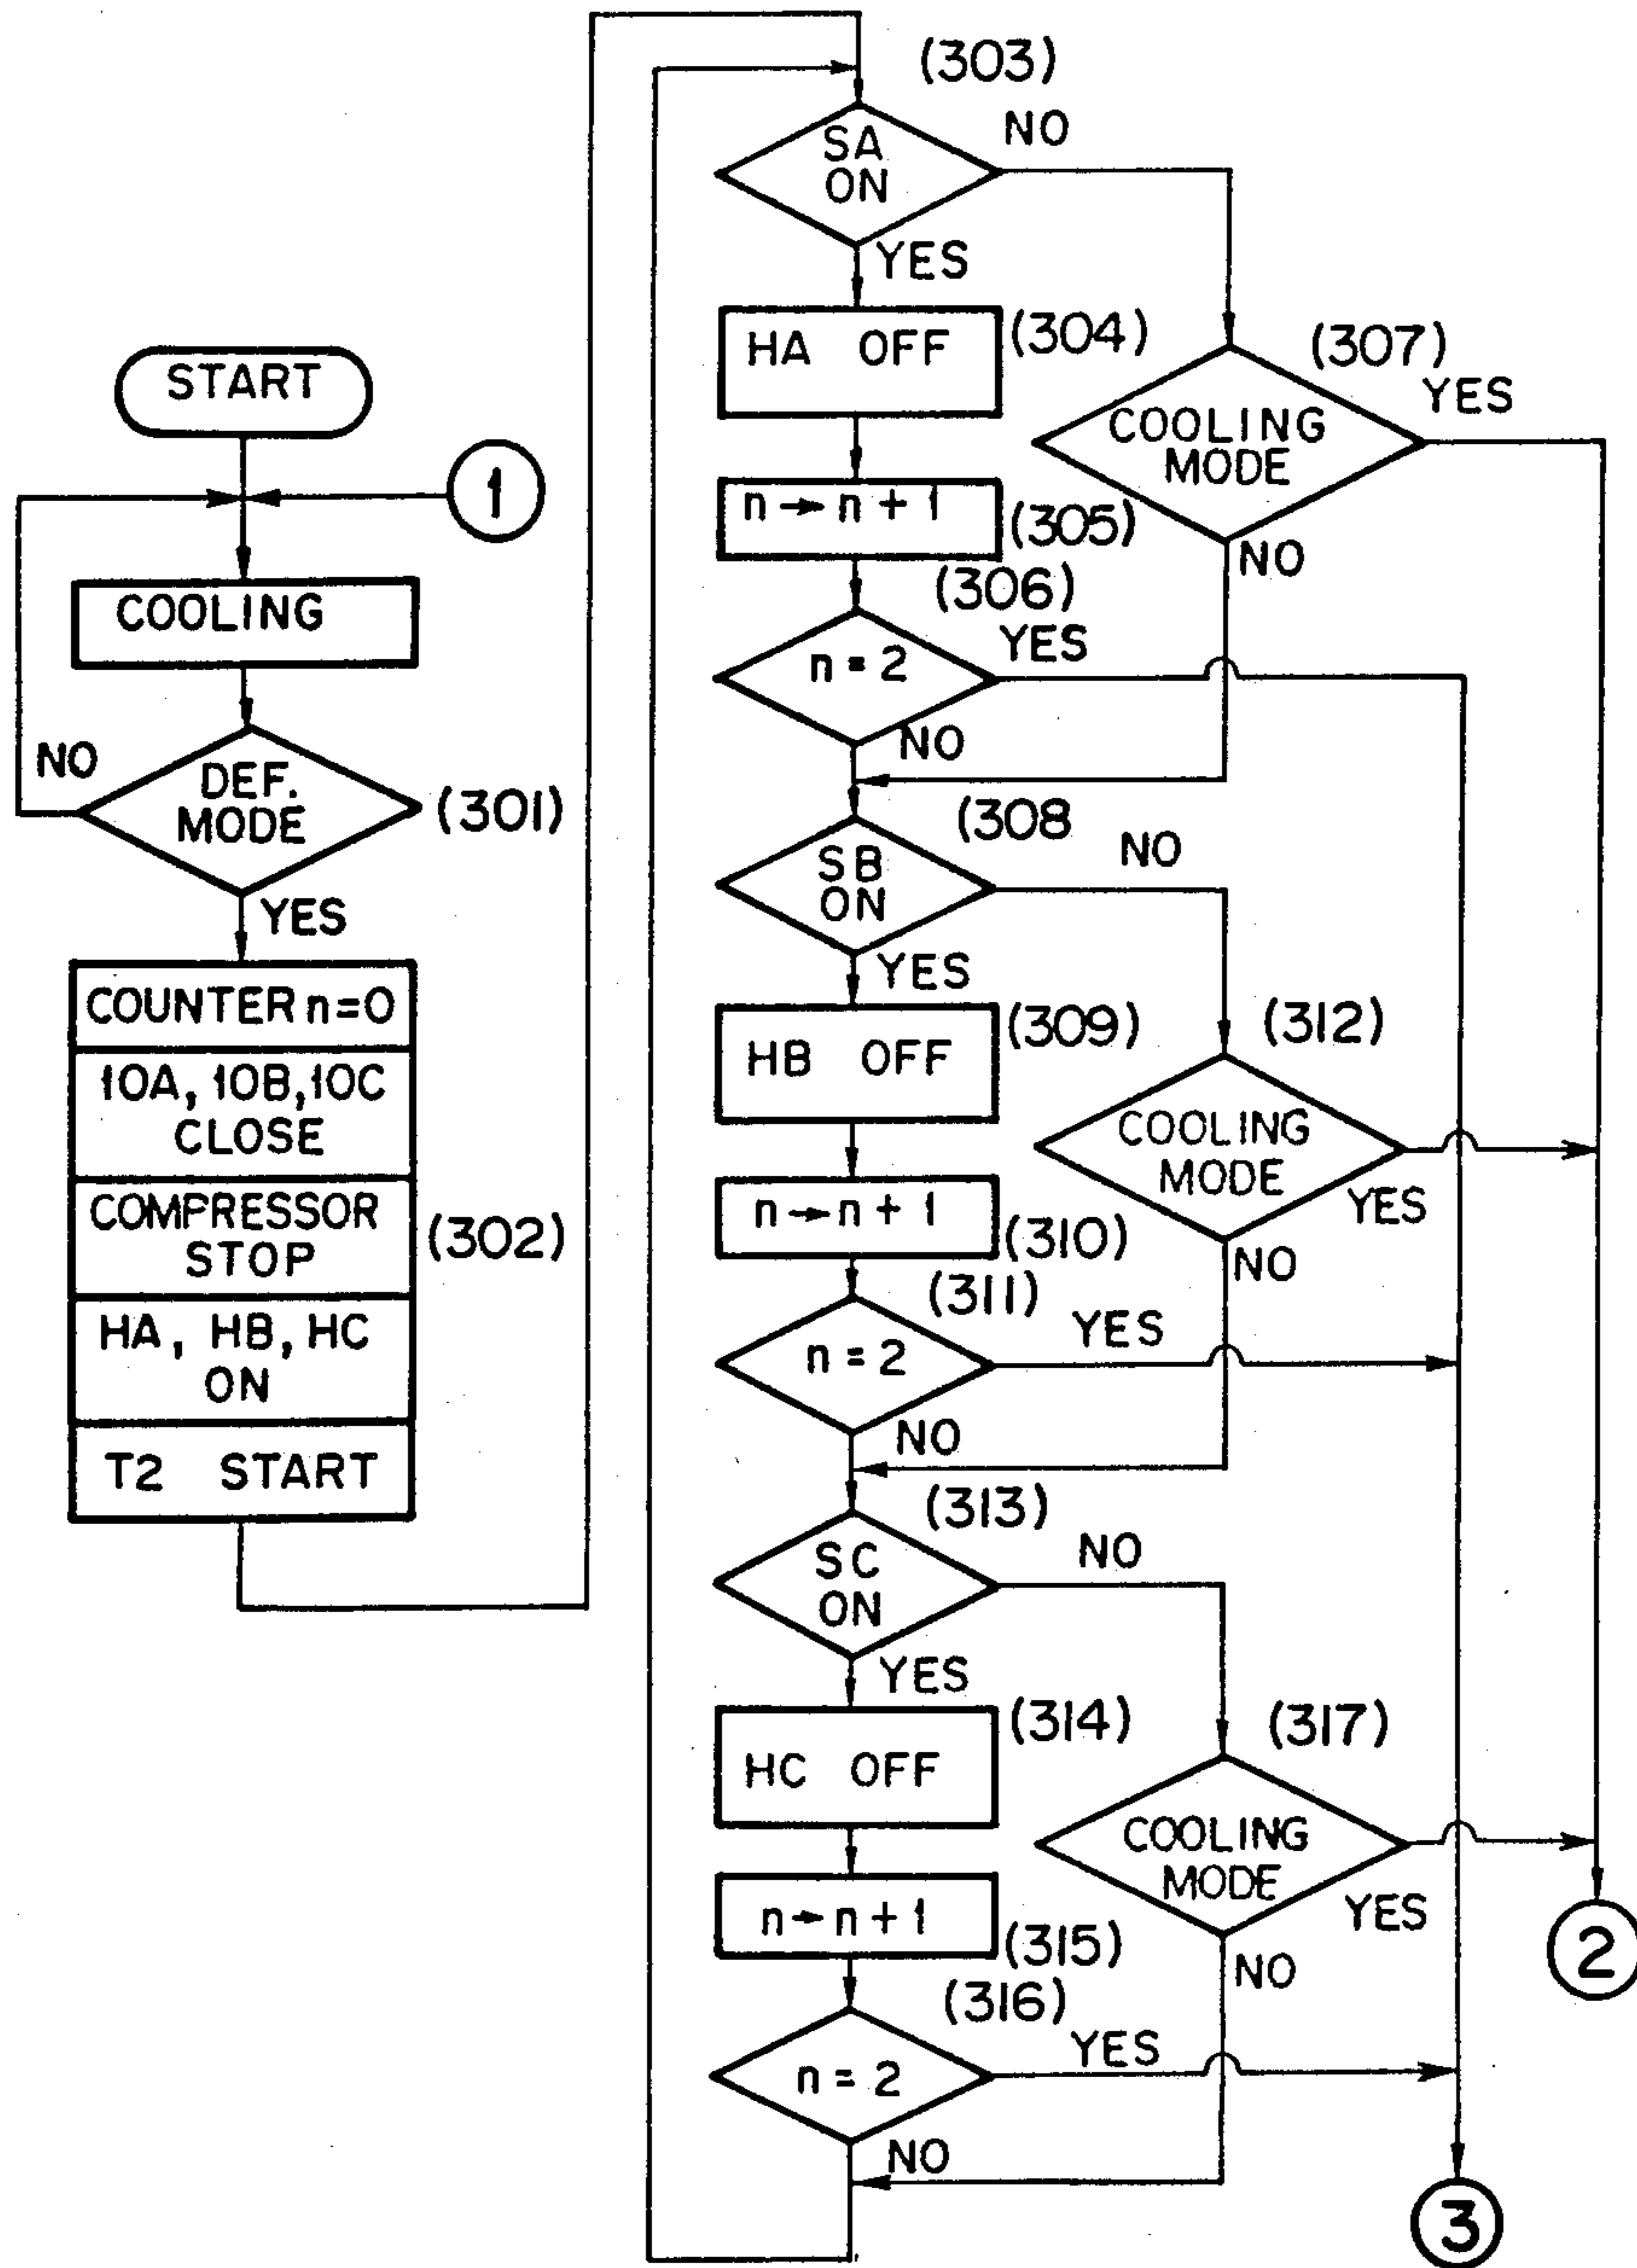 START
1
COOLING
NO
DEF.
MODE
(301)
YES
COUNTER n=0
10A, 10B, 10C
CLOSE
COMPRESSOR
STOP
(302)
HA, HB, HC
ON
T2 START
(303)
SA
ON
NO
YES
HA OFF
(304)
(307)
YES
COOLING
MODE
NO
n→n+1
(305)
(306)
YES
n=2
NO
(308
SB
ON
NO
YES
HB OFF
(309)
(312)
COOLING
MODE
YES
NO
n→n+1
(310)
(311)
YES
n=2
NO
(313)
SC
ON
NO
YES
HC OFF
(314)
(317)
COOLING
MODE
YES
NO
n→n+1
(315)
(316)
YES
n=2
NO
2
3